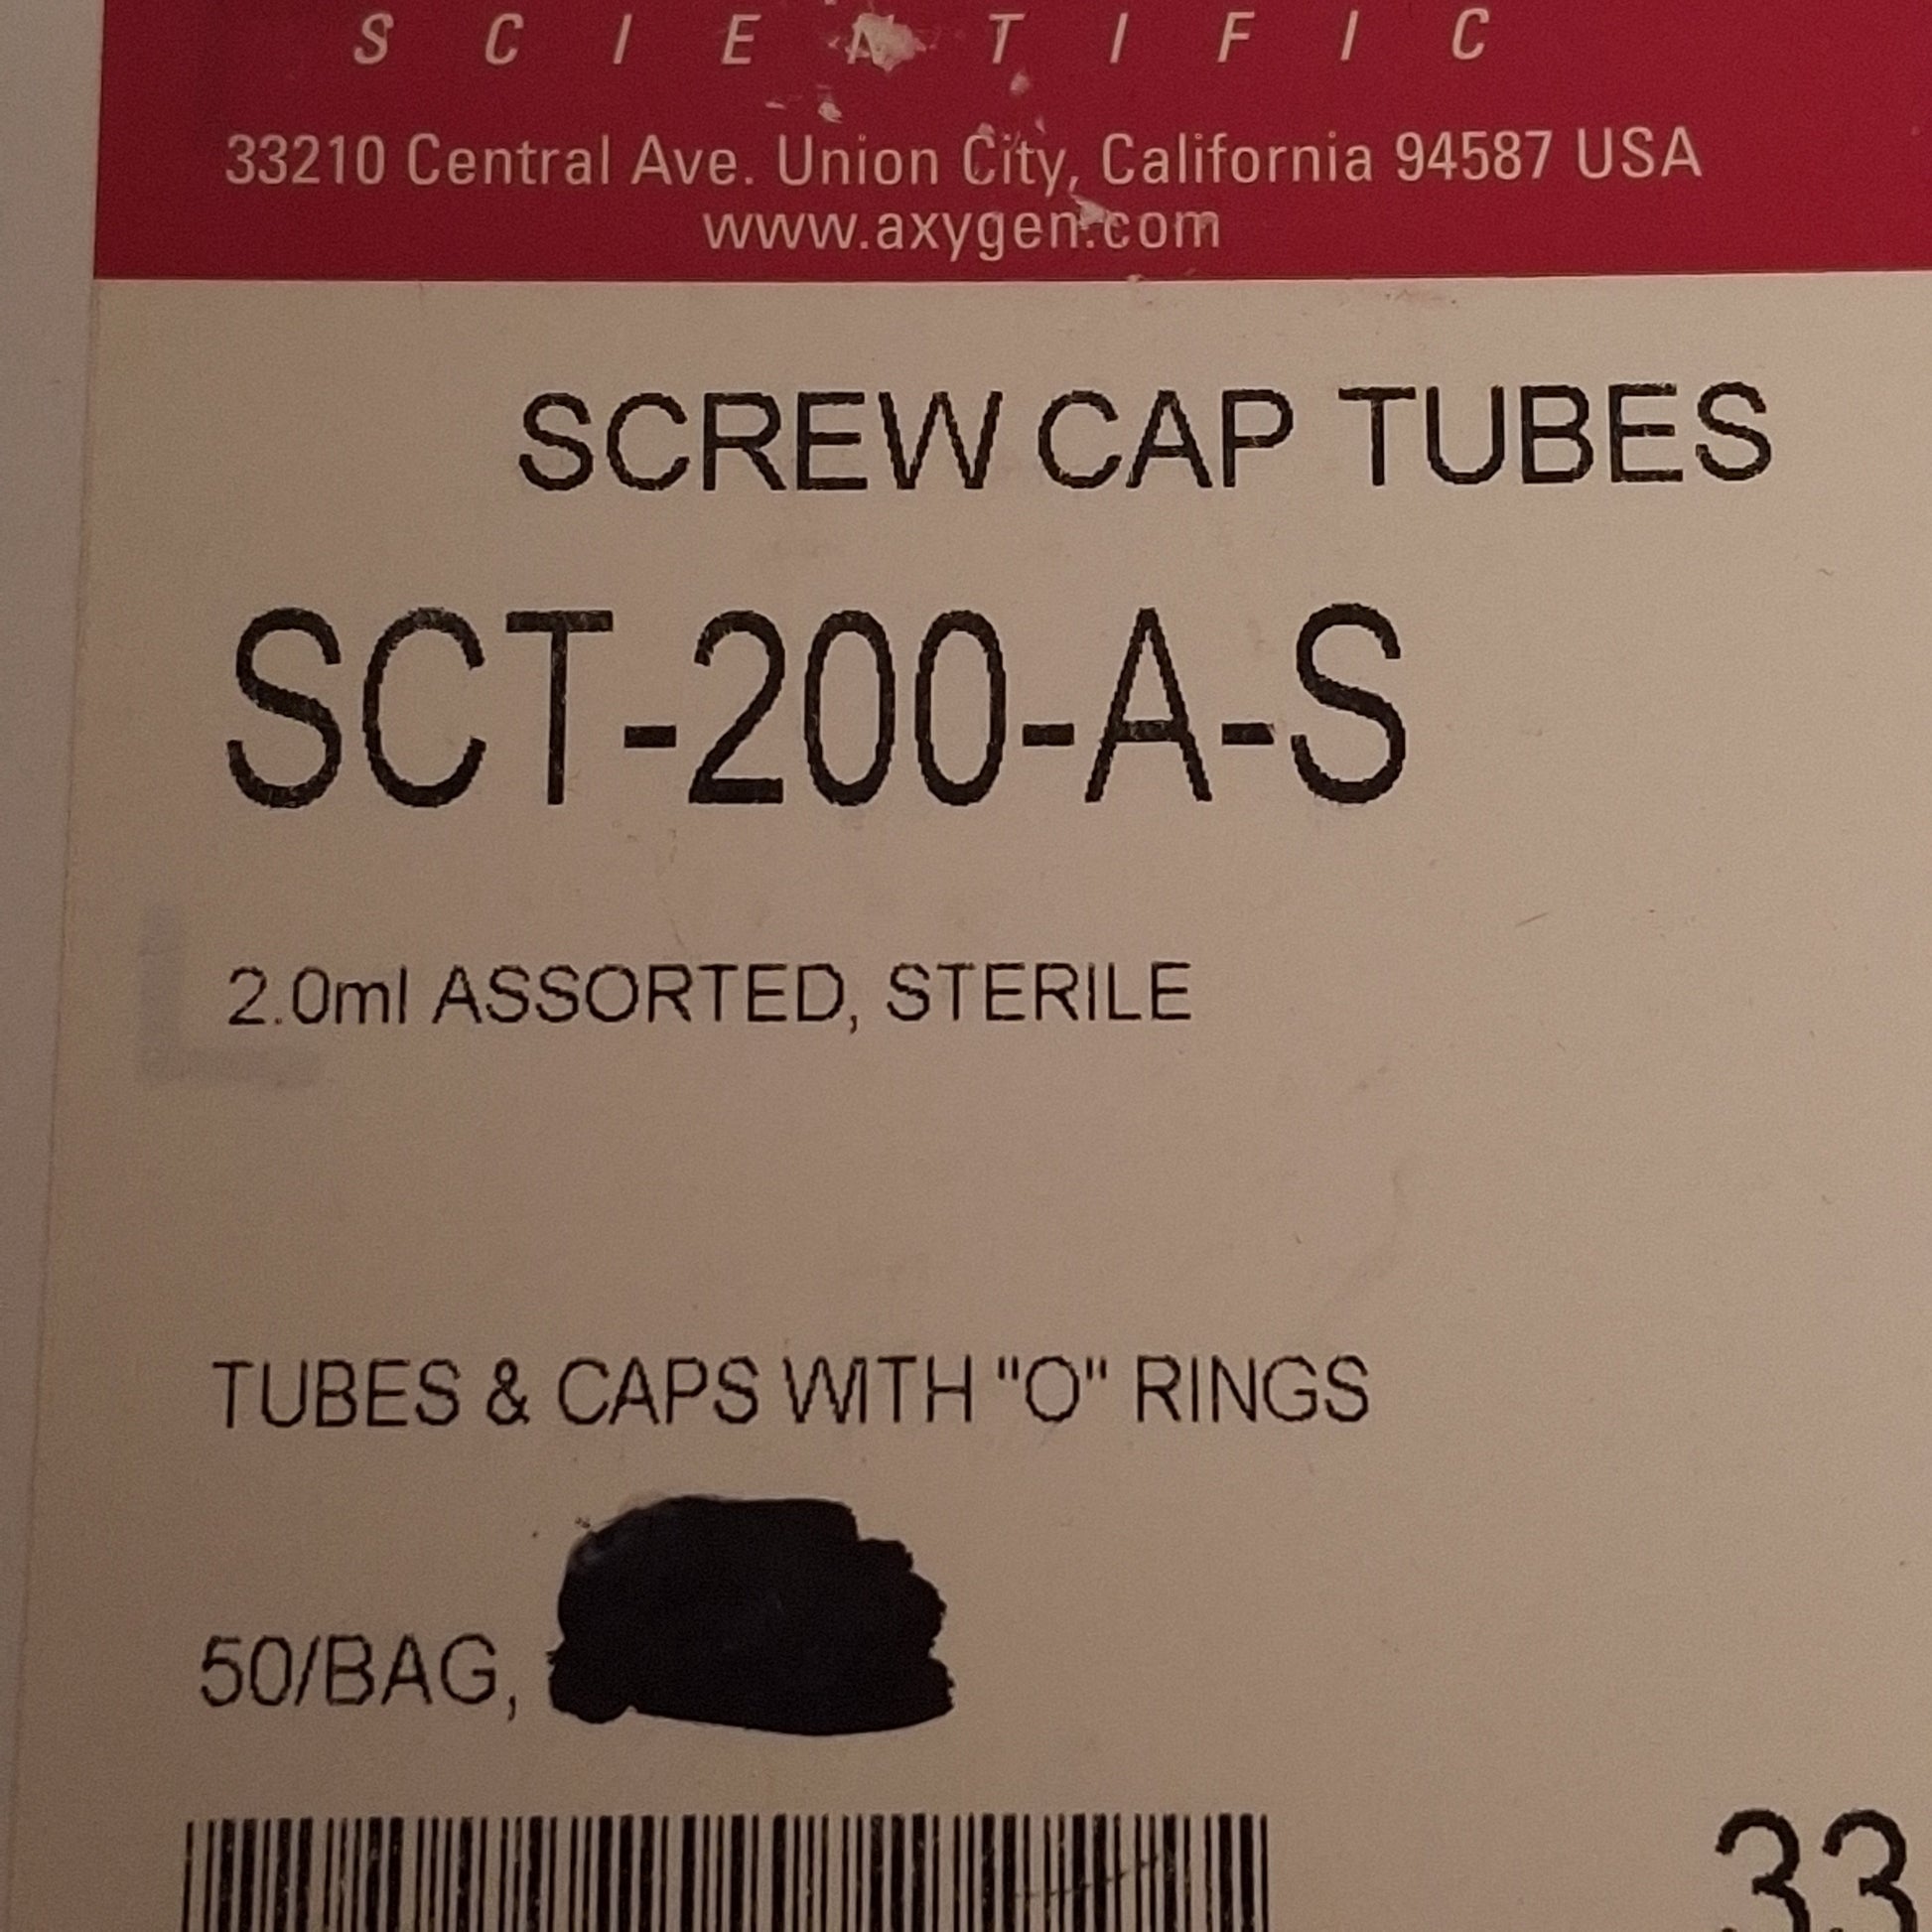 SCIENTIFIC
33210 Central Ave. Union City, California 94587 USA
www.axygen.com
SCREW CAP TUBES
SCT-200-A-S
2.0ml ASSORTED, STERILE
TUBES & CAPS WITH "O" RINGS
50/BAG,
33